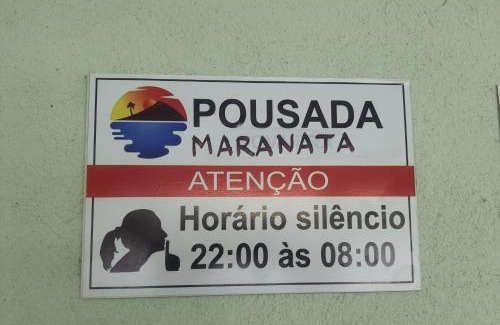 POUSADA
MARANATA
ATENÇÃO
Horário silêncio
22:00 às 08:00